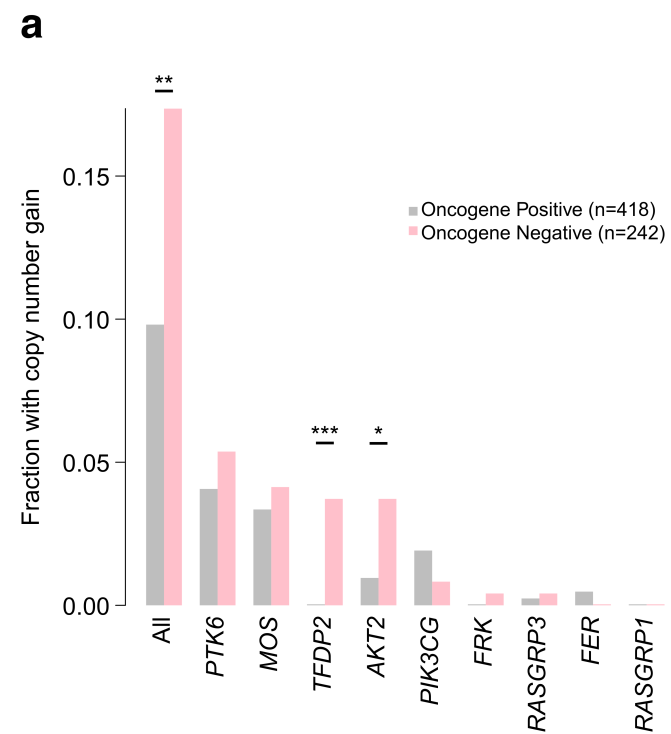 a
**
0.15
Oncogene Positive (n=418)
Oncogene Negative (n=242)
0.10
Fraction with copy number gain
***
*
0.05
0.00
All
PTK6
MOS
TFDP2
AKT2
PIK3CG
FRK
RASGRP3
FER
RASGRP1